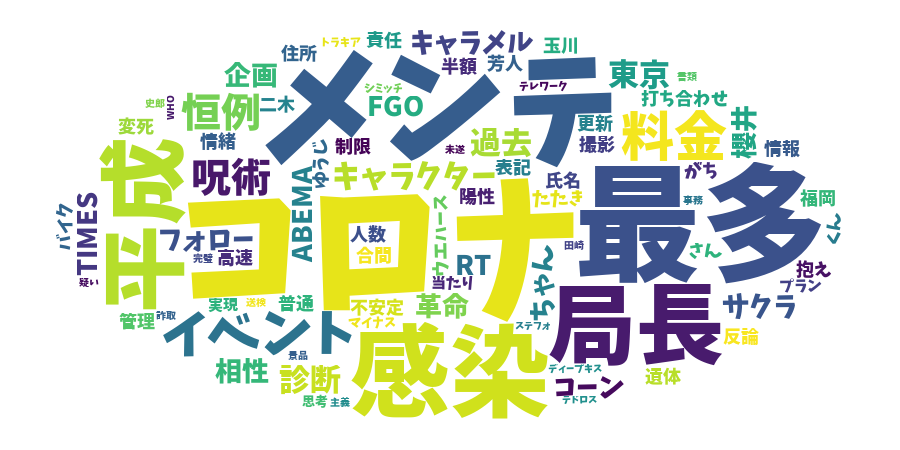 トラキア
責任
キャラメル
玉川
住所
半額
芳人
企画
メンテ
東京
書類
シミッチ
テレワーク
史郎
WHO
恒例
二木
FGO
打ち合わせ
変死
情緒
ゆうじ
制限
未遂
過去
更新
撮影
料金
櫻井
情報
表記
平成
呪術
ABEMA
キャラクター
陽性
氏名
たたき
がち
最多
福岡
事務
バイク
TIMES
コロナ
フォロー
人数
ウエハース
くん
完璧
高速
合間
RT
田崎
さん
抱え
疑い
当たり
ちゃん
プラン
実現
送検
普通
不安定
革命
局長
サクラ
管理
詐取
イベント
マイナス
ステフォ
反論
感染
景品
相性
診断
ディープキス
コーン
遺体
思考
主義
テドロス